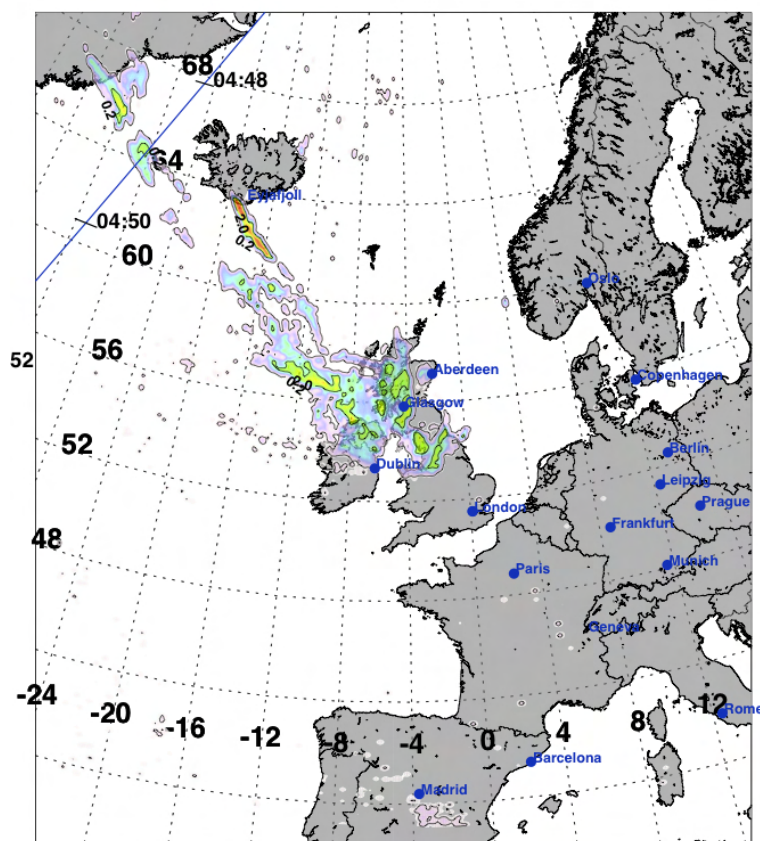 68
04:48
0.2
64
Eyjafjoll
04:50
2.0
0.2
60
Oslo
56
52
Aberdeen
Copenhagen
0.2
Glasgow
52
Berlin
Dublin
Leipzig
London
Prague
Frankfurt
48
Munich
Paris
Geneva
-24
-20
-16
-12
-8
-4
0
4
8
12
Rome
Barcelona
Madrid